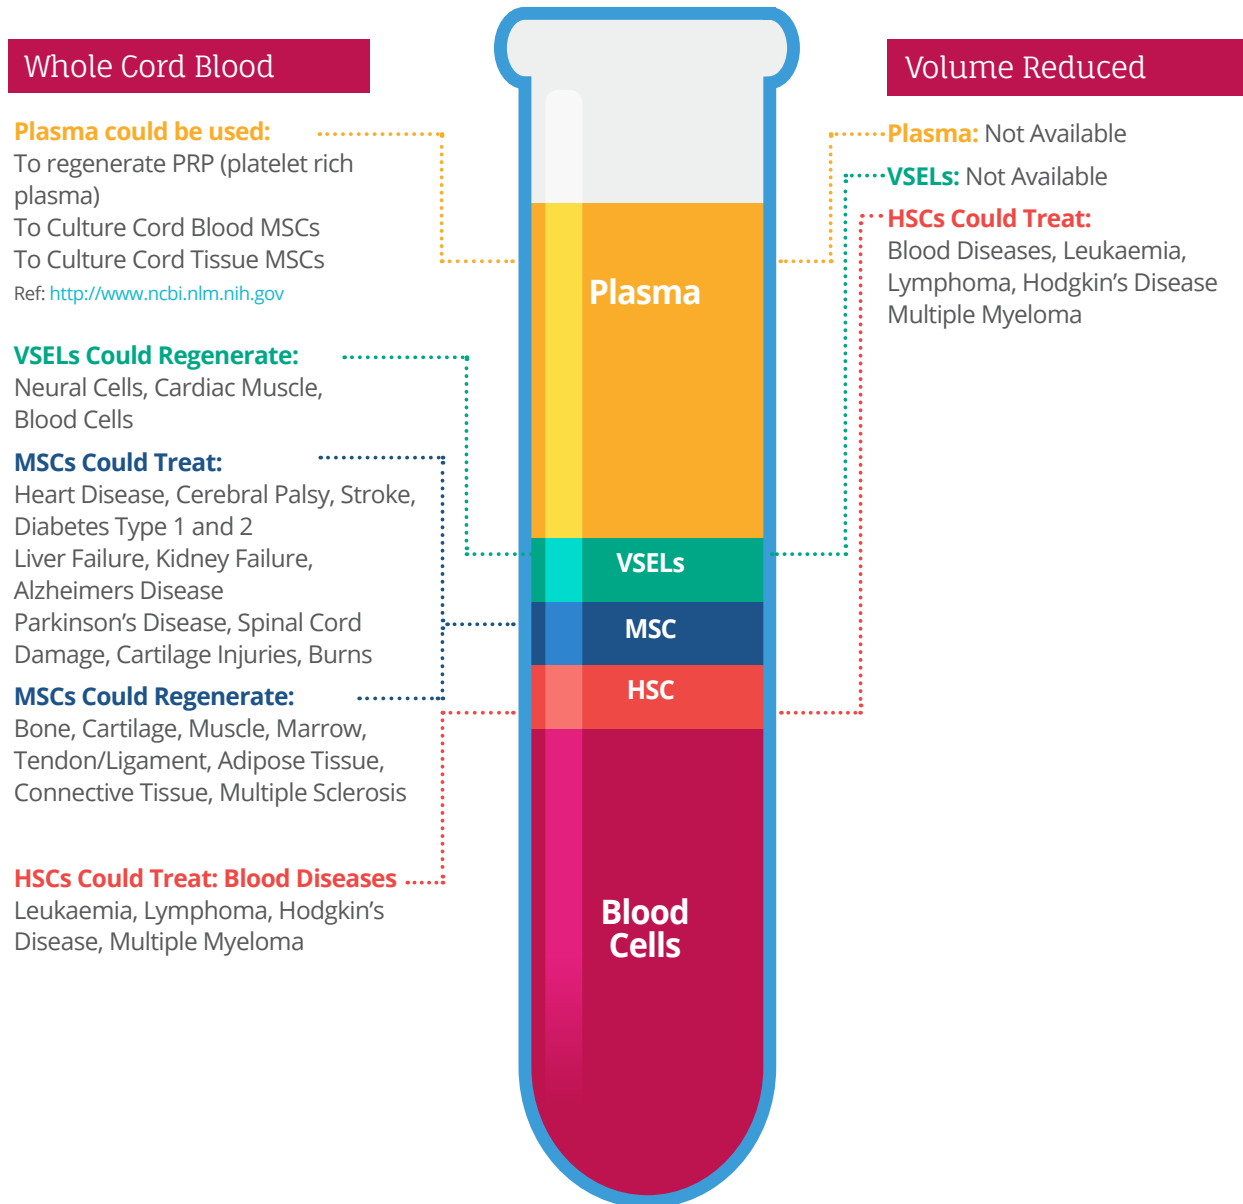 Whole Cord Blood
Plasma could be used:
To regenerate PRP (platelet rich
plasma)
To Culture Cord Blood MSCs
To Culture Cord Tissue MSCs
Ref: http://www.ncbi.nlm.nih.gov
VSELs Could Regenerate:
Neural Cells, Cardiac Muscle,
Blood Cells
MSCs Could Treat:
Heart Disease, Cerebral Palsy, Stroke,
Diabetes Type 1 and 2
Liver Failure, Kidney Failure,
Alzheimers Disease
Parkinson’s Disease, Spinal Cord
Damage, Cartilage Injuries, Burns
MSCs Could Regenerate:
Bone, Cartilage, Muscle, Marrow,
Tendon/Ligament, Adipose Tissue,
Connective Tissue, Multiple Sclerosis
HSCs Could Treat: Blood Diseases
Leukaemia, Lymphoma, Hodgkin’s
Disease, Multiple Myeloma
Plasma
VSELs
MSC
HSC
Blood
Cells
Volume Reduced
Plasma: Not Available
VSELs: Not Available
HSCs Could Treat:
Blood Diseases, Leukaemia,
Lymphoma, Hodgkin’s Disease
Multiple Myeloma